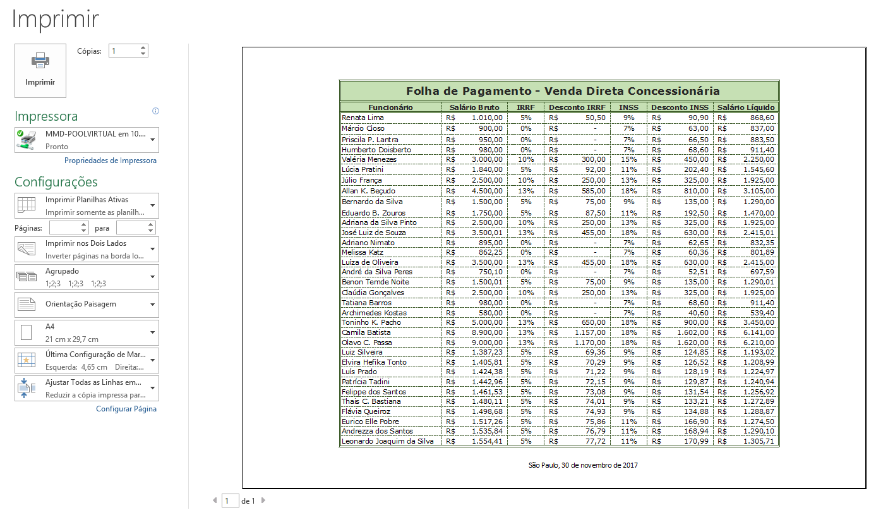 Imprimir
Cópias: 1
Imprimir
Impressora
MMD-POOLVIRTUAL em 10...
Pronto
Propriedades de Impressora
Configurações
Imprimir Planilhas Ativas
Imprimir somente as planilh...
Páginas: para
Imprimir nos Dois Lados
Inverter páginas na borda lo...
Agrupado
1;2;3 1;2;3 1;2;3
Orientação Paisagem
A4
21 cm x 29,7 cm
Última Configuração de Mar...
Esquerda: 4,65 cm Direita:...
Ajustar Todas as Linhas em...
Reduzir a cópia impressa par...
Configurar Página
Folha de Pagamento - Venda Direta Concessionária
Funcionário Salário Bruto IRRF Desconto IRRF INSS Desconto INSS Salário Líquido
Renata Lima R$ 1.010,00 5% R$ 50,50 9% R$ 90,90 R$ 868,60
Márcio Cioso R$ 900,00 0% R$ - 7% R$ 63,00 R$ 837,00
Priscila P. Lantra R$ 950,00 0% R$ - 7% R$ 66,50 R$ 883,50
Humberto Doisberto R$ 980,00 0% R$ - 7% R$ 68,60 R$ 911,40
Valéria Menezes R$ 3.000,00 10% R$ 300,00 15% R$ 450,00 R$ 2.250,00
Lúcia Pratini R$ 1.840,00 5% R$ 92,00 11% R$ 202,40 R$ 1.545,60
Júlio França R$ 2.500,00 10% R$ 250,00 13% R$ 325,00 R$ 1.925,00
Allan K. Bagudo R$ 4.500,00 13% R$ 585,00 18% R$ 810,00 R$ 3.105,00
Bernardo da Silva R$ 1.500,00 5% R$ 75,00 9% R$ 135,00 R$ 1.290,00
Eduardo B. Zouros R$ 1.750,00 5% R$ 87,50 11% R$ 192,50 R$ 1.470,00
Adriana da Silva Pinto R$ 2.500,00 10% R$ 250,00 13% R$ 325,00 R$ 1.925,00
José Luiz de Souza R$ 3.500,01 13% R$ 455,00 18% R$ 630,00 R$ 2.415,01
Adriano Nimato R$ 895,00 0% R$ - 7% R$ 62,65 R$ 832,35
Melissa Katz R$ 862,25 0% R$ - 7% R$ 60,36 R$ 801,89
Luiza de Oliveira R$ 3.500,00 13% R$ 455,00 18% R$ 630,00 R$ 2.415,00
André da Silva Peres R$ 750,10 0% R$ - 7% R$ 52,51 R$ 697,59
Benon Temde Noite R$ 1.500,01 5% R$ 75,00 9% R$ 135,00 R$ 1.290,01
Claúdia Gonçalves R$ 2.500,00 10% R$ 250,00 13% R$ 325,00 R$ 1.925,00
Tatiana Barros R$ 980,00 0% R$ - 7% R$ 68,60 R$ 911,40
Archimedes Kostas R$ 580,00 0% R$ - 7% R$ 40,60 R$ 539,40
Toninho K. Pacho R$ 5.000,00 13% R$ 650,00 18% R$ 900,00 R$ 3.450,00
Camila Batista R$ 8.900,00 13% R$ 1.157,00 18% R$ 1.602,00 R$ 6.141,00
Olavo C. Passa R$ 9.000,00 13% R$ 1.170,00 18% R$ 1.620,00 R$ 6.210,00
Luiz Silveira R$ 1.387,23 5% R$ 69,36 9% R$ 124,85 R$ 1.193,02
Elvira Hefika Tonto R$ 1.405,81 5% R$ 70,29 9% R$ 126,52 R$ 1.208,99
Luís Prado R$ 1.424,38 5% R$ 71,22 9% R$ 128,19 R$ 1.224,97
Patrícia Tadini R$ 1.442,96 5% R$ 72,15 9% R$ 129,87 R$ 1.240,94
Felippe dos Santos R$ 1.461,53 5% R$ 73,08 9% R$ 131,54 R$ 1.256,92
Thais C. Bastiana R$ 1.480,11 5% R$ 74,01 9% R$ 133,21 R$ 1.272,89
Flávia Queiroz R$ 1.498,68 5% R$ 74,93 9% R$ 134,88 R$ 1.288,87
Eurico Elle Pobre R$ 1.517,26 5% R$ 75,86 11% R$ 166,90 R$ 1.274,50
Andrezza dos Santos R$ 1.535,84 5% R$ 76,79 11% R$ 168,94 R$ 1.290,10
Leonardo Joaquim da Silva R$ 1.554,41 5% R$ 77,72 11% R$ 170,99 R$ 1.305,71
São Paulo, 30 de novembro de 2017
1 de 1